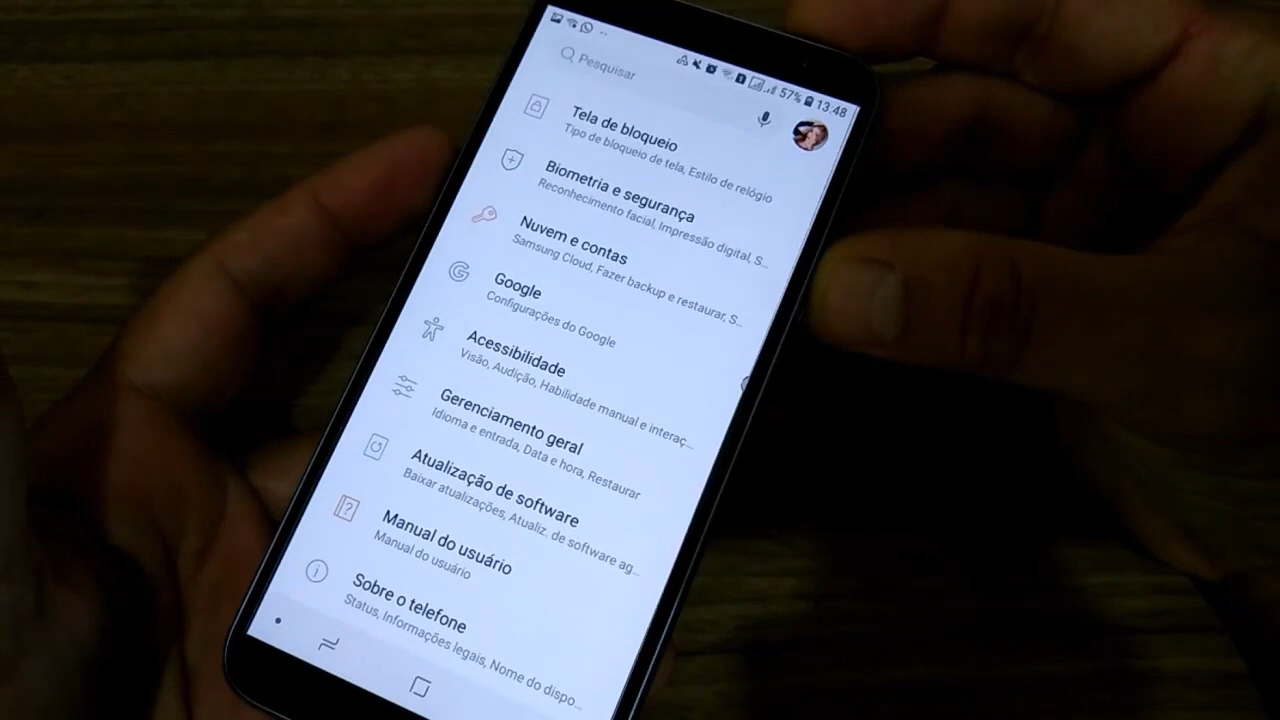 57% 13:48
Pesquisar
Tela de bloqueio
Tipo de bloqueio de tela, Estilo de relógio
Biometria e segurança
Reconhecimento facial, Impressão digital, S...
Nuvem e contas
Samsung Cloud, Fazer backup e restaurar, S...
Google
Configurações do Google
Acessibilidade
Visão, Audição, Habilidade manual e interaç...
Gerenciamento geral
Idioma e entrada, Data e hora, Restaurar
Atualização de software
Baixar atualizações, Atualiz. de software ag...
Manual do usuário
Manual do usuário
Sobre o telefone
Status, Informações legais, Nome do dispo...